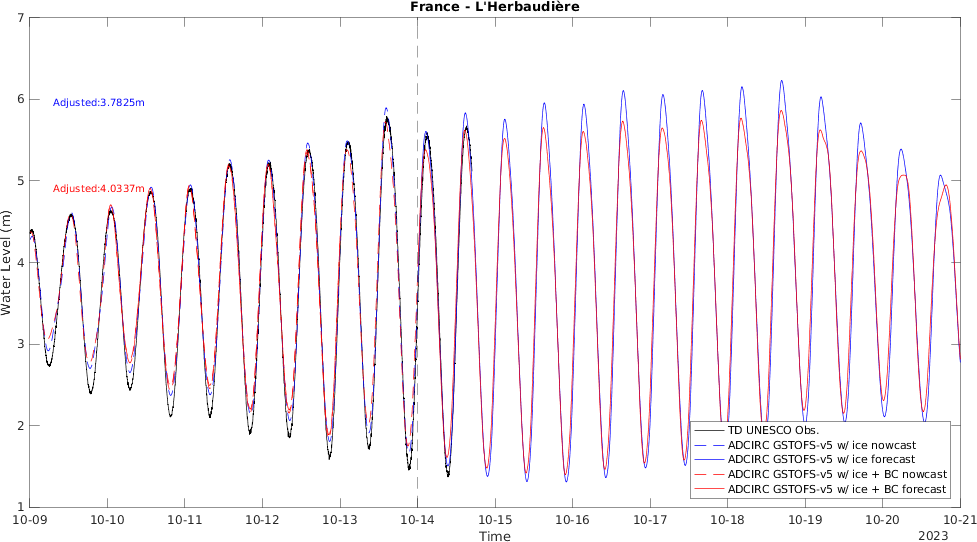 France - L'Herbaudière
7
6
5
4
3
2
1
Water Level (m)
Adjusted:3.7825m
Adjusted:4.0337m
TD UNESCO Obs.
ADCIRC GSTOFS-v5 w/ ice nowcast
ADCIRC GSTOFS-v5 w/ ice forecast
ADCIRC GSTOFS-v5 w/ ice + BC nowcast
ADCIRC GSTOFS-v5 w/ ice + BC forecast
10-09 10-10 10-11 10-12 10-13 10-14 10-15 10-16 10-17 10-18 10-19 10-20 10-21
Time
2023